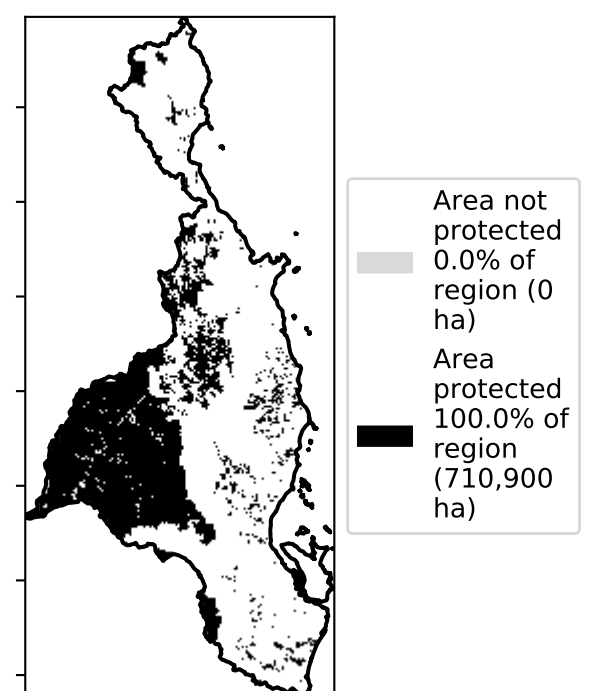 Area not
protected
0.0% of
region (0
ha)
Area
protected
100.0% of
region
(710,900
ha)